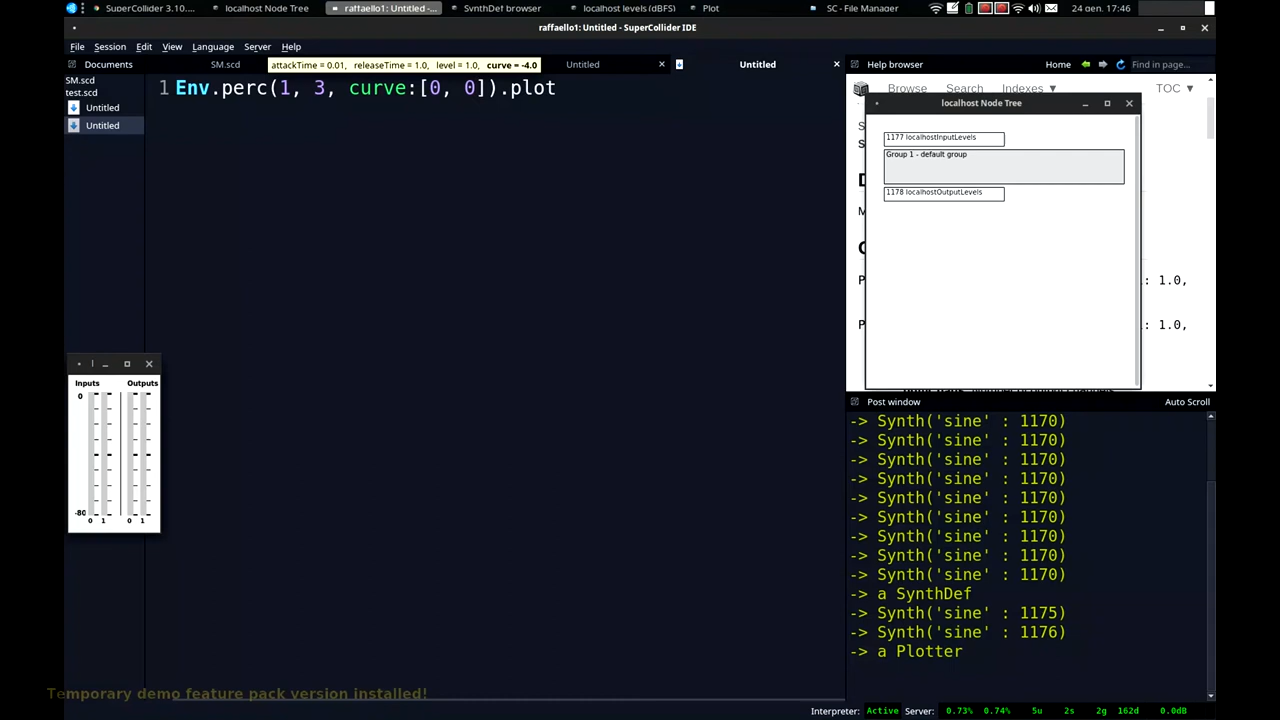 SuperCollider 3.10....
localhost Node Tree
raffaello1: Untitled -...
SynthDef browser
localhost levels (dBFS)
Plot
SC - File Manager
24 gen, 17:46
raffaello1: Untitled - SuperCollider IDE
File Session Edit View Language Server Help
Documents
SM.scd
attackTime = 0.01, releaseTime = 1.0, level = 1.0, curve = -4.0
Untitled
Untitled
Help browser
Home
Find in page...
SM.scd
test.scd
Untitled
Untitled
1 Env.perc(1, 3, curve:[0, 0]).plot
Browse Search Indexes ▼ TOC ▼
localhost Node Tree
1177 localhostInputLevels
Group 1 - default group
1178 localhostOutputLevels
: 1.0,
: 1.0,
Inputs Outputs
0
-80
0 1 0 1
Post window
Auto Scroll
-> Synth('sine' : 1170)
-> Synth('sine' : 1170)
-> Synth('sine' : 1170)
-> Synth('sine' : 1170)
-> Synth('sine' : 1170)
-> Synth('sine' : 1170)
-> Synth('sine' : 1170)
-> Synth('sine' : 1170)
-> Synth('sine' : 1170)
-> a SynthDef
-> Synth('sine' : 1175)
-> Synth('sine' : 1176)
-> a Plotter
Temporary demo feature pack version installed!
Interpreter: Active Server: 0.73% 0.74% 5u 2s 2g 162d 0.0dB